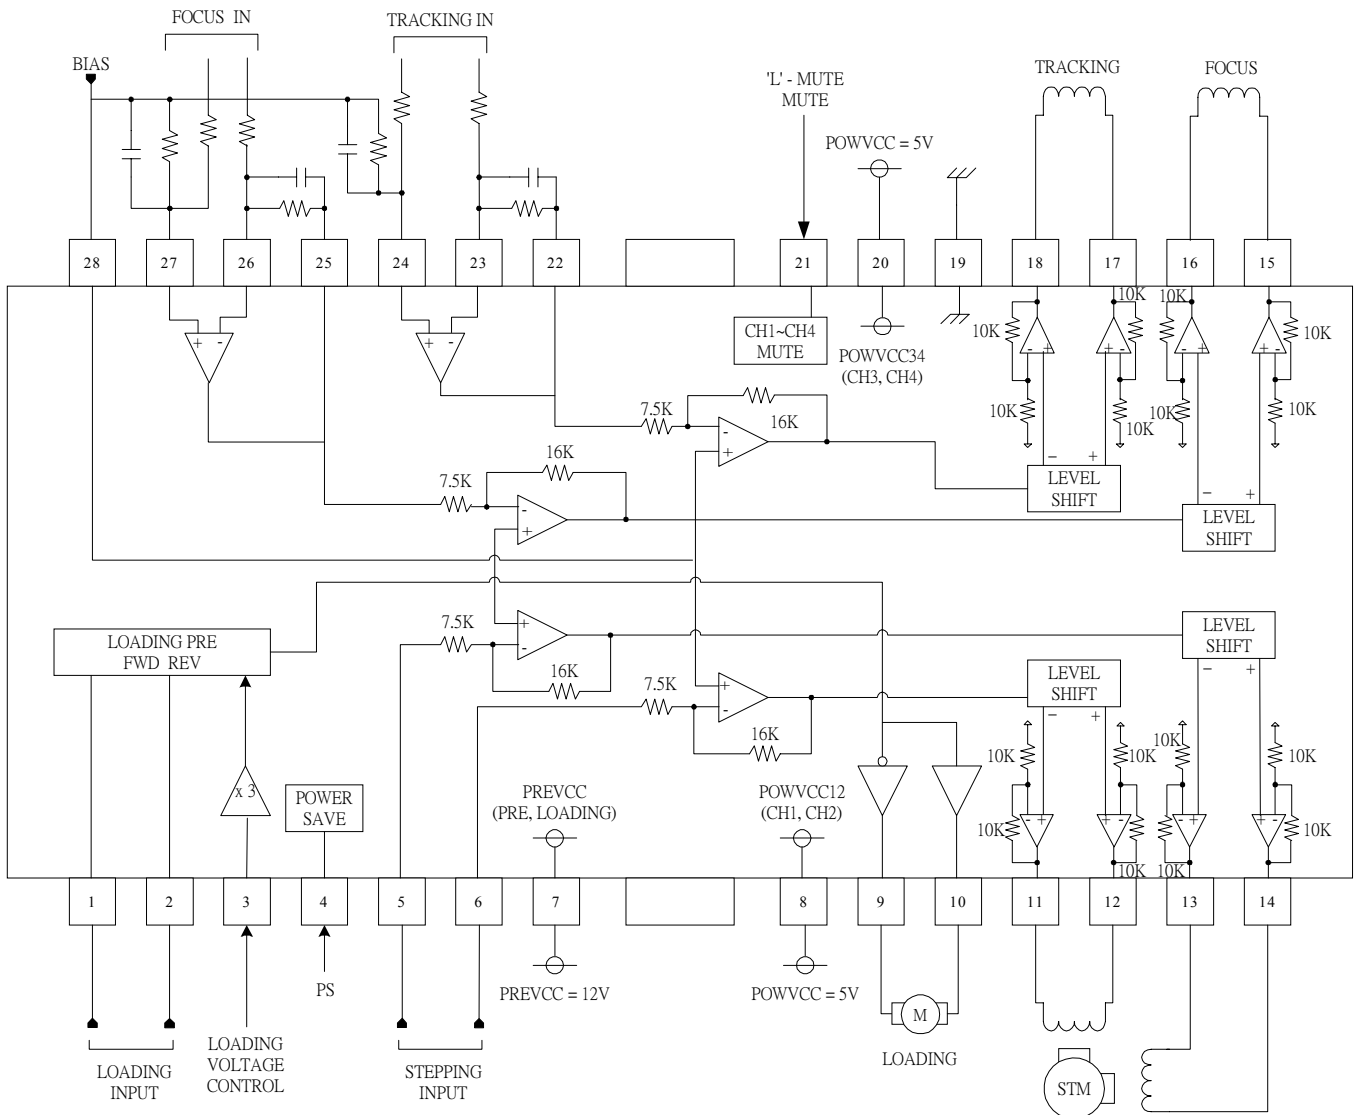 FOCUS IN
TRACKING IN
BIAS
'L' - MUTE
MUTE
TRACKING
FOCUS
POWVCC = 5V
28
27
26
25
24
23
22
21
20
19
18
17
16
15
+ -
+ -
CH1~CH4
MUTE
POWVCC34
(CH3, CH4)
10K
10K
10K
10K
10K
- +
+
-
+
-
+
-
10K
10K
10K
10K
7.5K
16K
-
+
- +
LEVEL
SHIFT
16K
7.5K
-
+
- +
LEVEL
SHIFT
LOADING PRE
FWD REV
7.5K
+
-
16K
LEVEL
SHIFT
- +
LEVEL
SHIFT
- +
7.5K
+
-
16K
x 3
POWER
SAVE
PREVCC
(PRE, LOADING)
POWVCC12
(CH1, CH2)
10K
10K
10K
10K
10K
+ -
+ -
+ -
+ -
10K
10K
10K
10K
1
2
3
4
5
6
7
8
9
10
11
12
13
14
PS
PREVCC = 12V
POWVCC = 5V
M
LOADING
INPUT
LOADING
VOLTAGE
CONTROL
STEPPING
INPUT
LOADING
STM